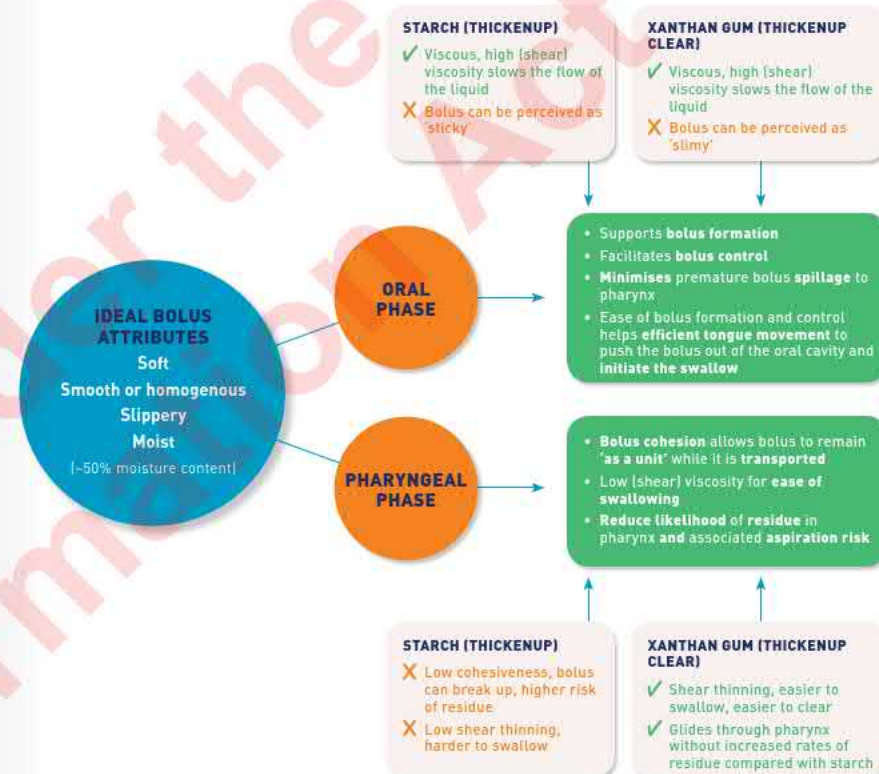 STARCH (THICKENUP)
✓ Viscous, high (shear)
viscosity slows the flow of
the liquid
X Bolus can be perceived as
'sticky'
XANTHAN GUM (THICKENUP
CLEAR)
✓ Viscous, high (shear)
viscosity slows the flow of the
liquid
X Bolus can be perceived as
'slimy'
IDEAL BOLUS
ATTRIBUTES
Soft
Smooth or homogenous
Slippery
Moist
(~50% moisture content)
ORAL
PHASE
• Supports bolus formation
• Facilitates bolus control
• Minimises premature bolus spillage to
pharynx
• Ease of bolus formation and control
helps efficient tongue movement to
push the bolus out of the oral cavity and
initiate the swallow
PHARYNGEAL
PHASE
• Bolus cohesion allows bolus to remain
'as a unit' while it is transported
• Low (shear) viscosity for ease of
swallowing
• Reduce likelihood of residue in
pharynx and associated aspiration risk
STARCH (THICKENUP)
X Low cohesiveness, bolus
can break up, higher risk
of residue
X Low shear thinning,
harder to swallow
XANTHAN GUM (THICKENUP
CLEAR)
✓ Shear thinning, easier to
swallow, easier to clear
✓ Glides through pharynx
without increased rates of
residue compared with starch
der the
mation Act